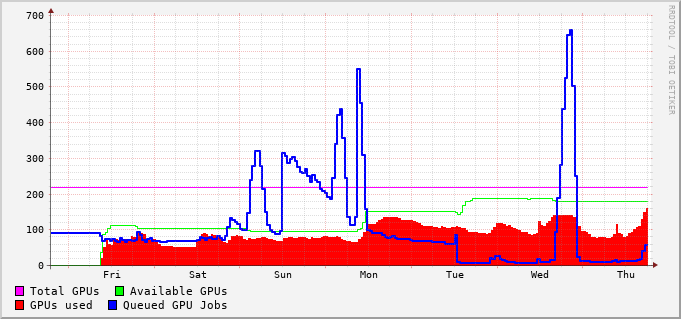 700
600
500
400
300
200
100
0
Fri Sat Sun Mon Tue Wed Thu
Total GPUs Available GPUs
GPUs used Queued GPU Jobs
RRDTOOL / TOBI OETIKER